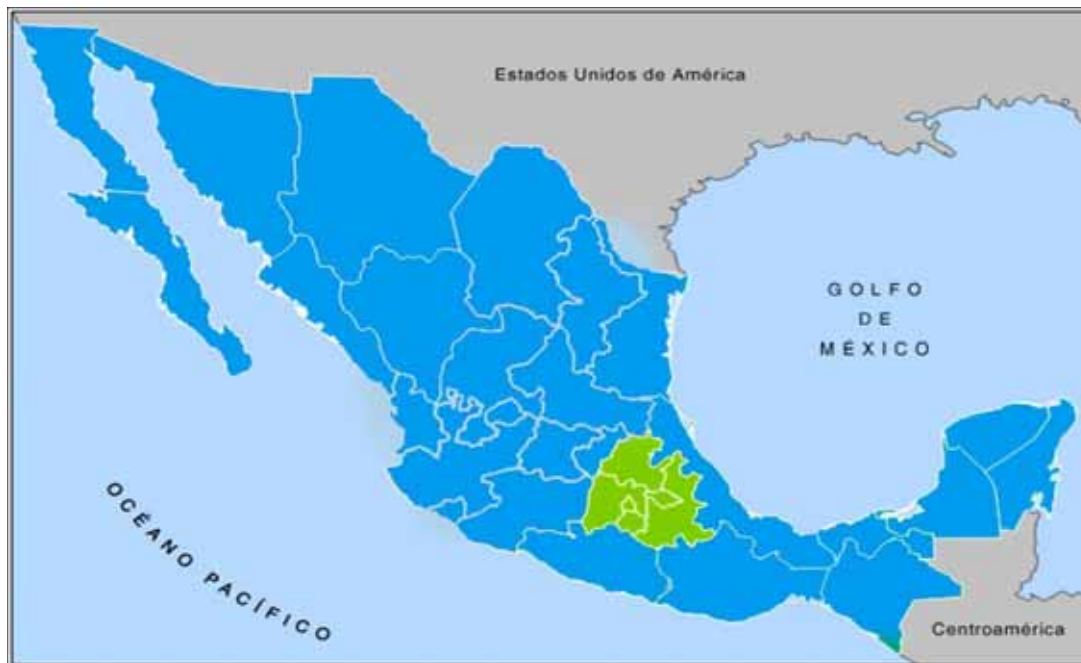 Estados Unidos de América
GOLFO
DE
MÉXICO
OCÉANO PACÍFICO
Centroamérica